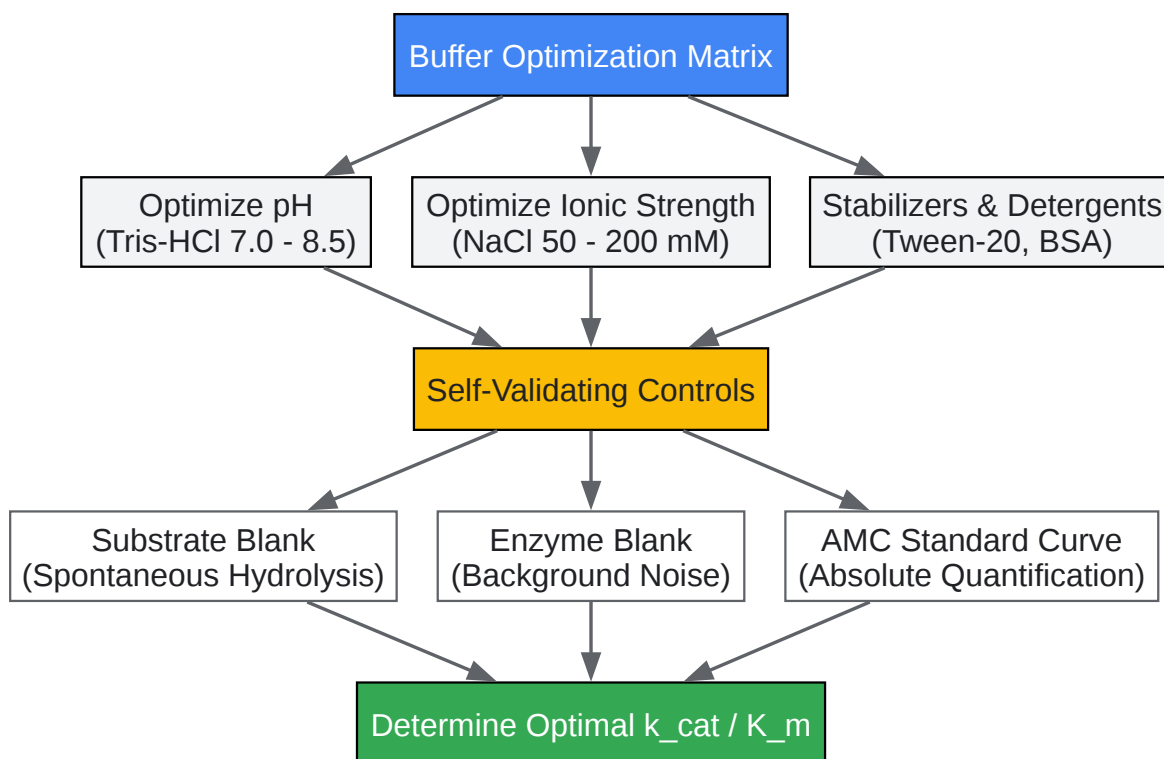 Buffer Optimization Matrix
Optimize pH
(Tris-HCl 7.0 - 8.5)
Optimize Ionic Strength
(NaCl 50 - 200 mM)
Stabilizers & Detergents
(Tween-20, BSA)
Self-Validating Controls
Substrate Blank
(Spontaneous Hydrolysis)
Enzyme Blank
(Background Noise)
AMC Standard Curve
(Absolute Quantification)
Determine Optimal k_cat / K_m